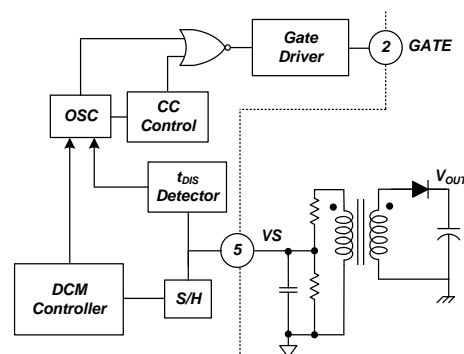 Gate
Driver
2
GATE
OSC
CC
Control
tDIS
Detector
VOUT
5
VS
DCM
Controller
S/H